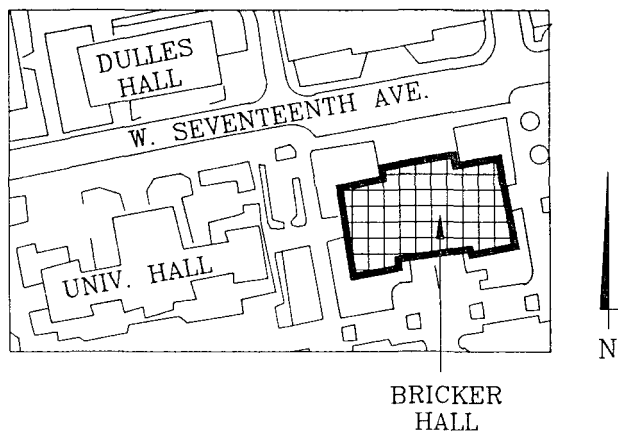 DULLES
HALL
W. SEVENTEENTH AVE.
UNIV. HALL
N
BRICKER
HALL